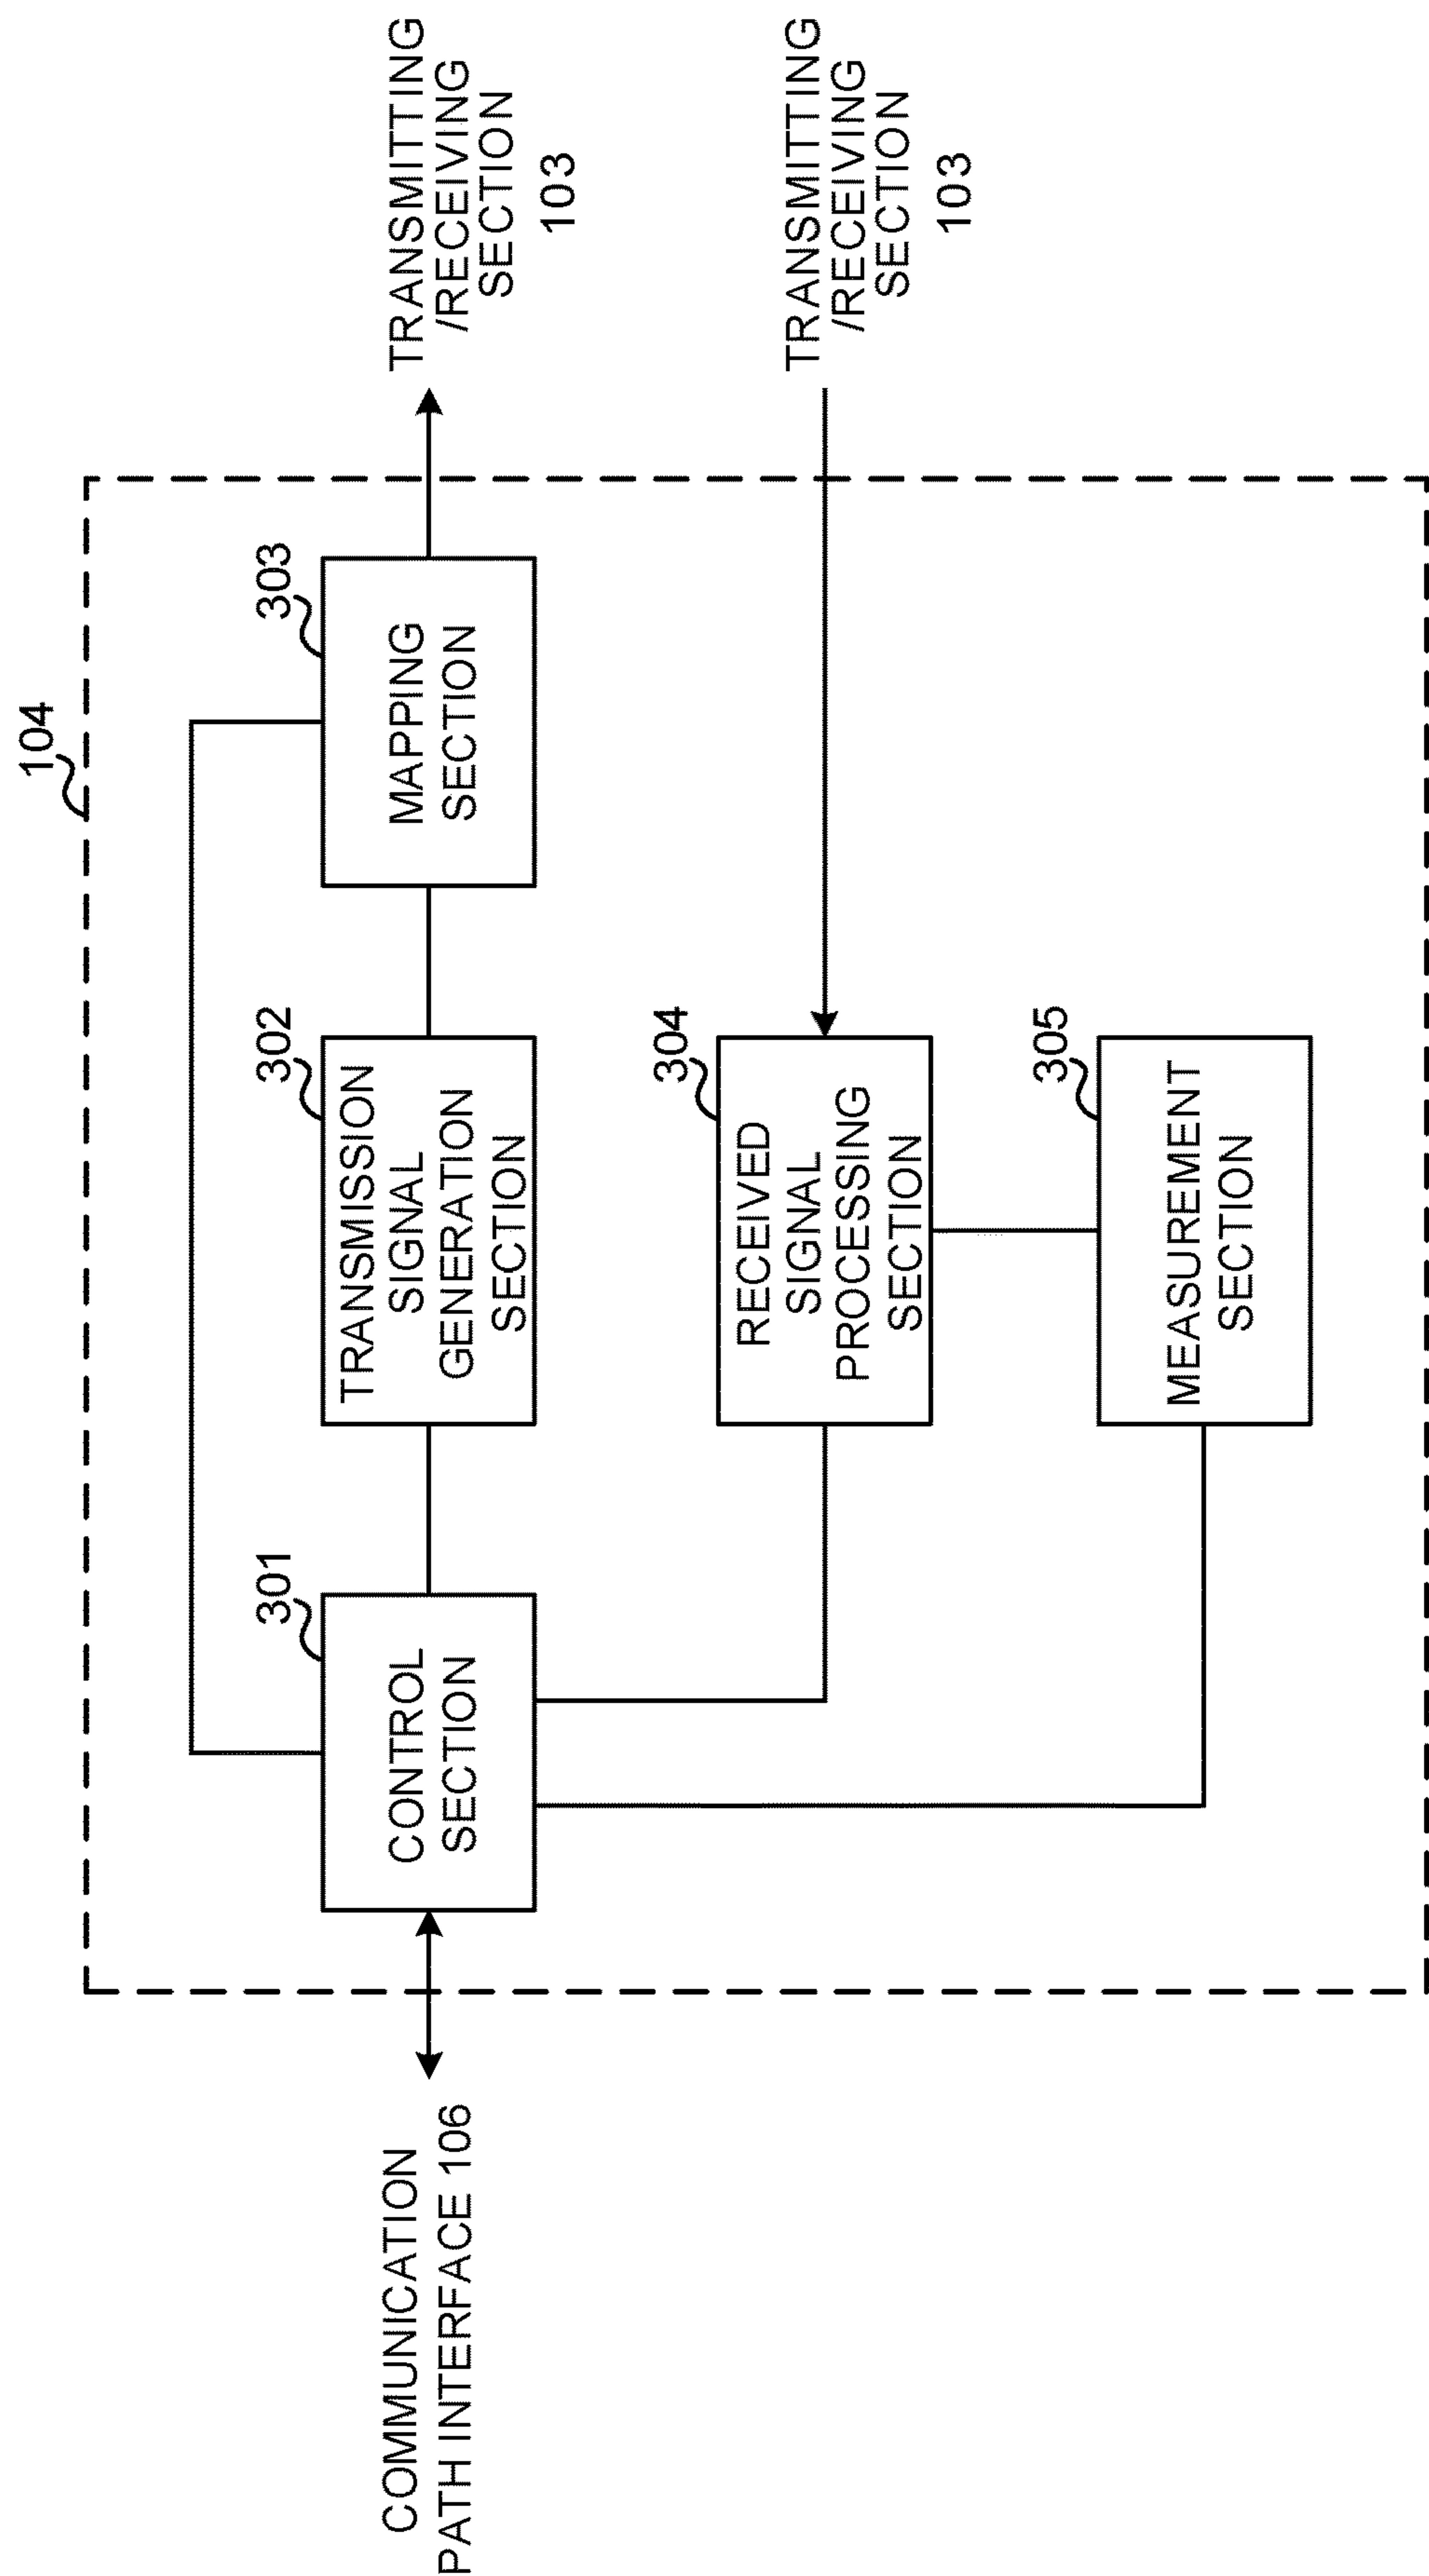 104
301
CONTROL
SECTION
302
TRANSMISSION
SIGNAL
GENERATION
SECTION
303
MAPPING
SECTION
TRANSMITTING
/RECEIVING
SECTION
103
COMMUNICATION
PATH INTERFACE 106
304
RECEIVED
SIGNAL
PROCESSING
SECTION
TRANSMITTING
/RECEIVING
SECTION
103
305
MEASUREMENT
SECTION